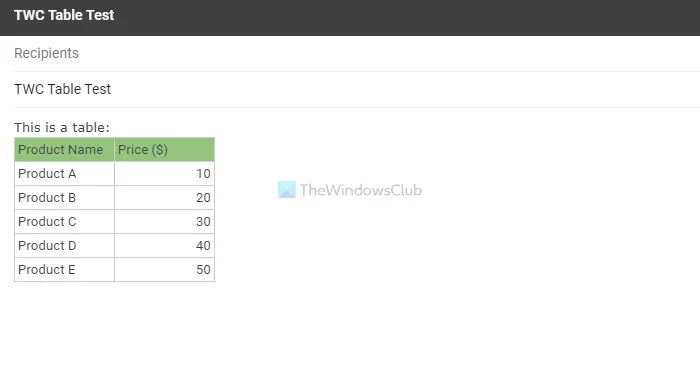 TWC Table Test
Recipients
TWC Table Test
This is a table:
Product Name Price ($)
Product A 10
Product B 20
TheWindowsClub
Product C 30
Product D 40
Product E 50